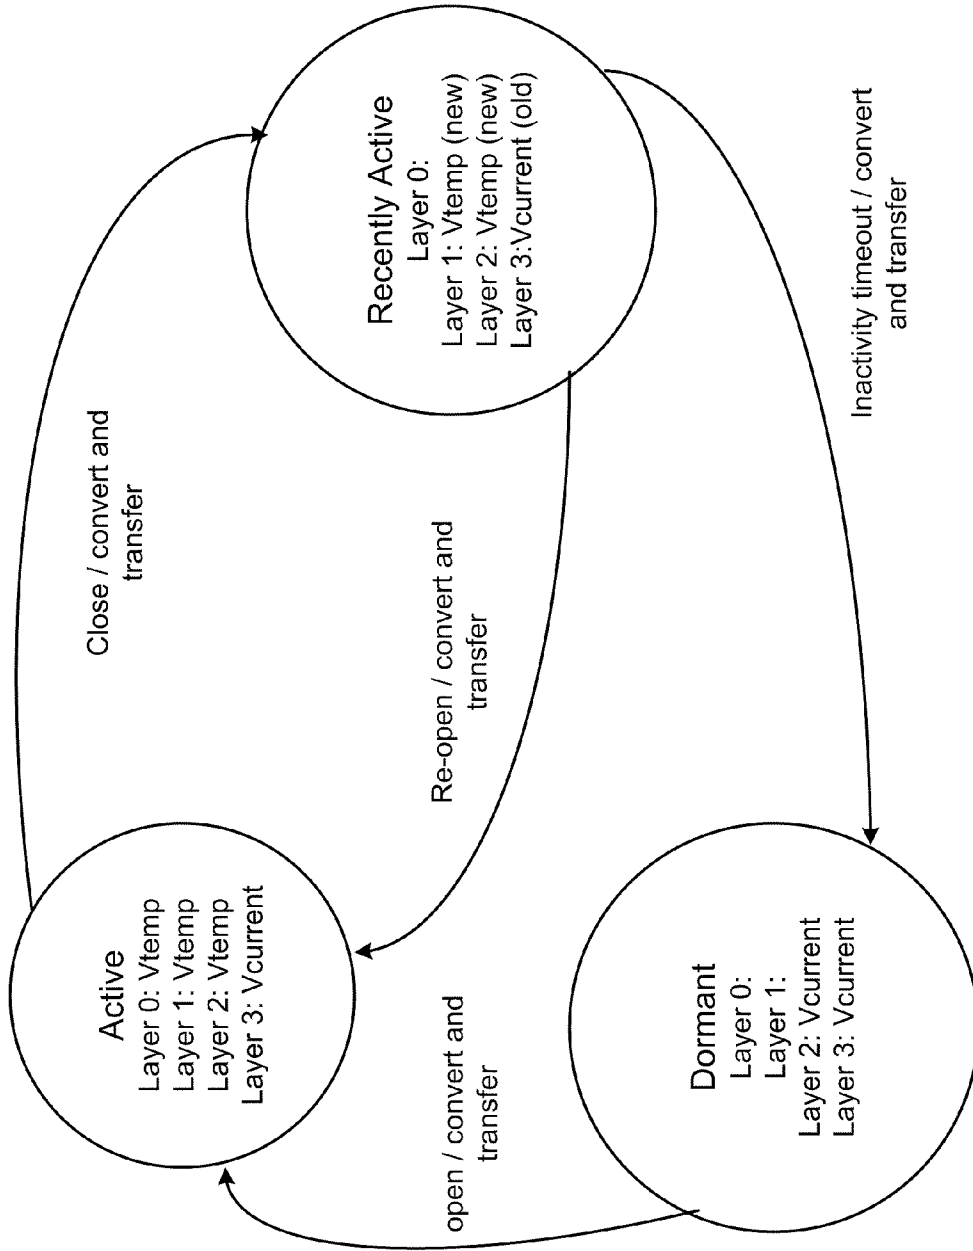 Active
Layer 0: Vtemp
Layer 1: Vtemp
Layer 2: Vtemp
Layer 3: Vcurrent
Close / convert and
transfer
Recently Active
Layer 0:
Layer 1: Vtemp (new)
Layer 2: Vtemp (new)
Layer 3:Vcurrent (old)
open / convert and
transfer
Re-open / convert and
transfer
Dormant
Layer 0:
Layer 1:
Layer 2: Vcurrent
Layer 3: Vcurrent
Inactivity timeout / convert
and transfer